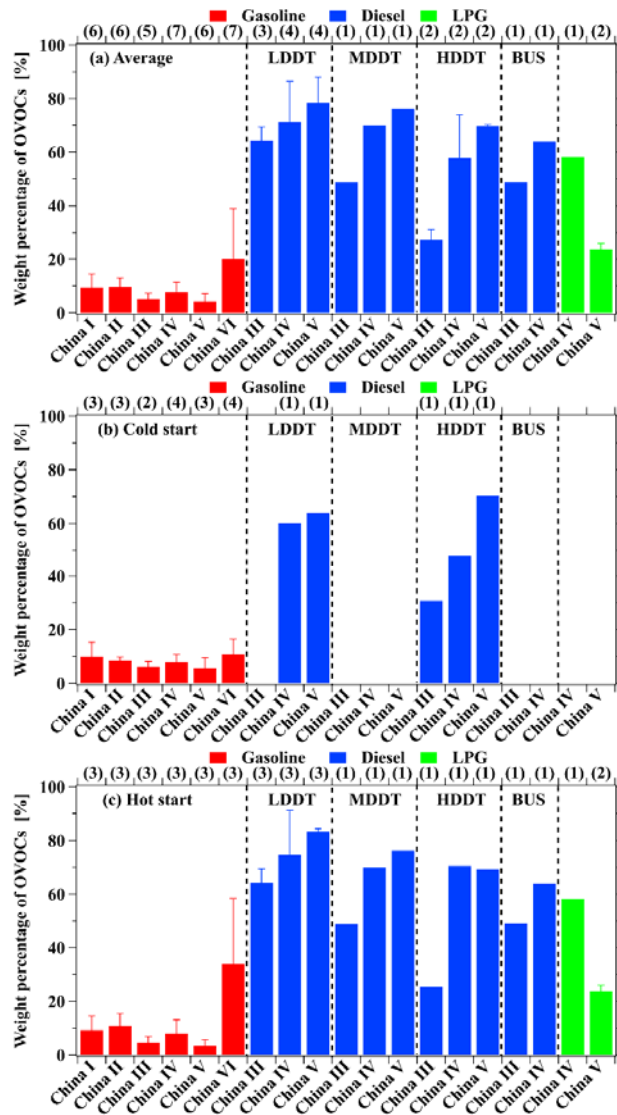 Gasoline Diesel LPG
(6) (6) (5) (7) (6) (7) (3) (4) (4) (1) (1) (1) (2) (2) (2) (1) (1) (1) (2)
(a) Average LDDT MDDT HDDT BUS
Weight percentage of OVOCs [%]
100
80
60
40
20
0
China I China II China III China IV China V China VI China III China IV China V China III China IV China V China III China IV China V China III China IV China IV China V
Gasoline Diesel LPG
(3) (3) (2) (4) (3) (4) (1) (1) (1) (1) (1)
(b) Cold start LDDT MDDT HDDT BUS
Weight percentage of OVOCs [%]
100
80
60
40
20
0
China I China II China III China IV China V China VI China III China IV China V China III China IV China V China III China IV China V China III China IV China IV China V
Gasoline Diesel LPG
(3) (3) (3) (3) (3) (3) (3) (3) (3) (1) (1) (1) (1) (1) (1) (1) (1) (1) (2)
(c) Hot start LDDT MDDT HDDT BUS
Weight percentage of OVOCs [%]
100
80
60
40
20
0
China I China II China III China IV China V China VI China III China IV China V China III China IV China V China III China IV China V China III China IV China IV China V